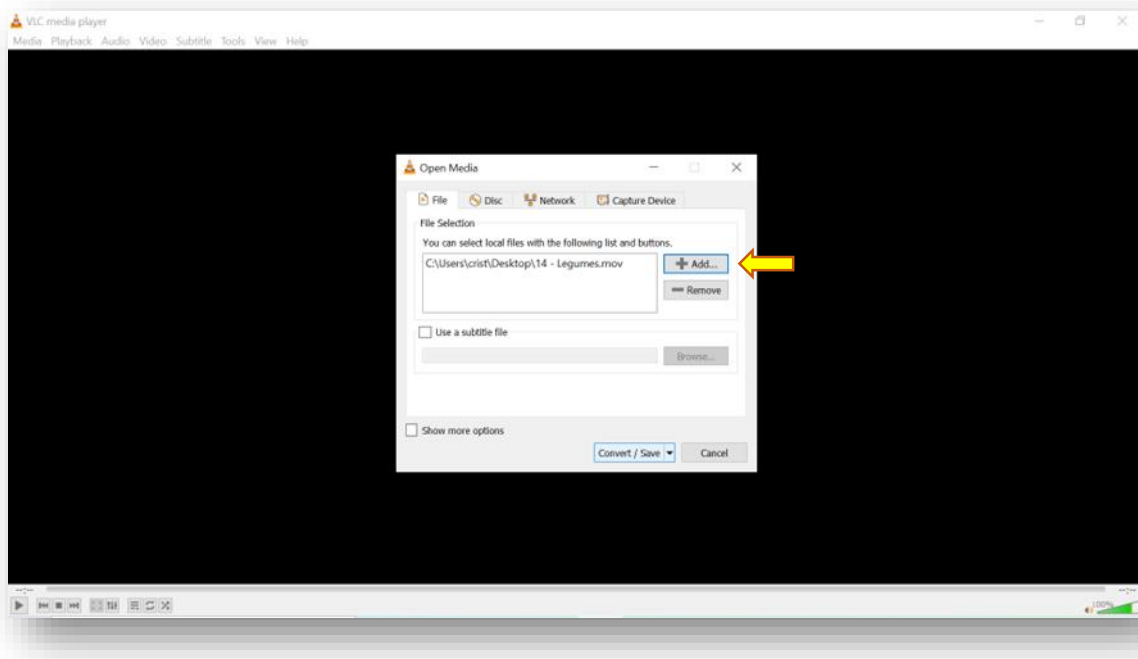 VLC media player
Media Playback Audio Video Subtitle Tools View Help
Open Media
File Disc Network Capture Device
File Selection
You can select local files with the following list and buttons.
C:\Users\crist\Desktop\14 - Legumes.mov
Add...
Remove
Use a subtitle file
Browse...
Show more options
Convert / Save
Cancel
--:-- --:--
100%